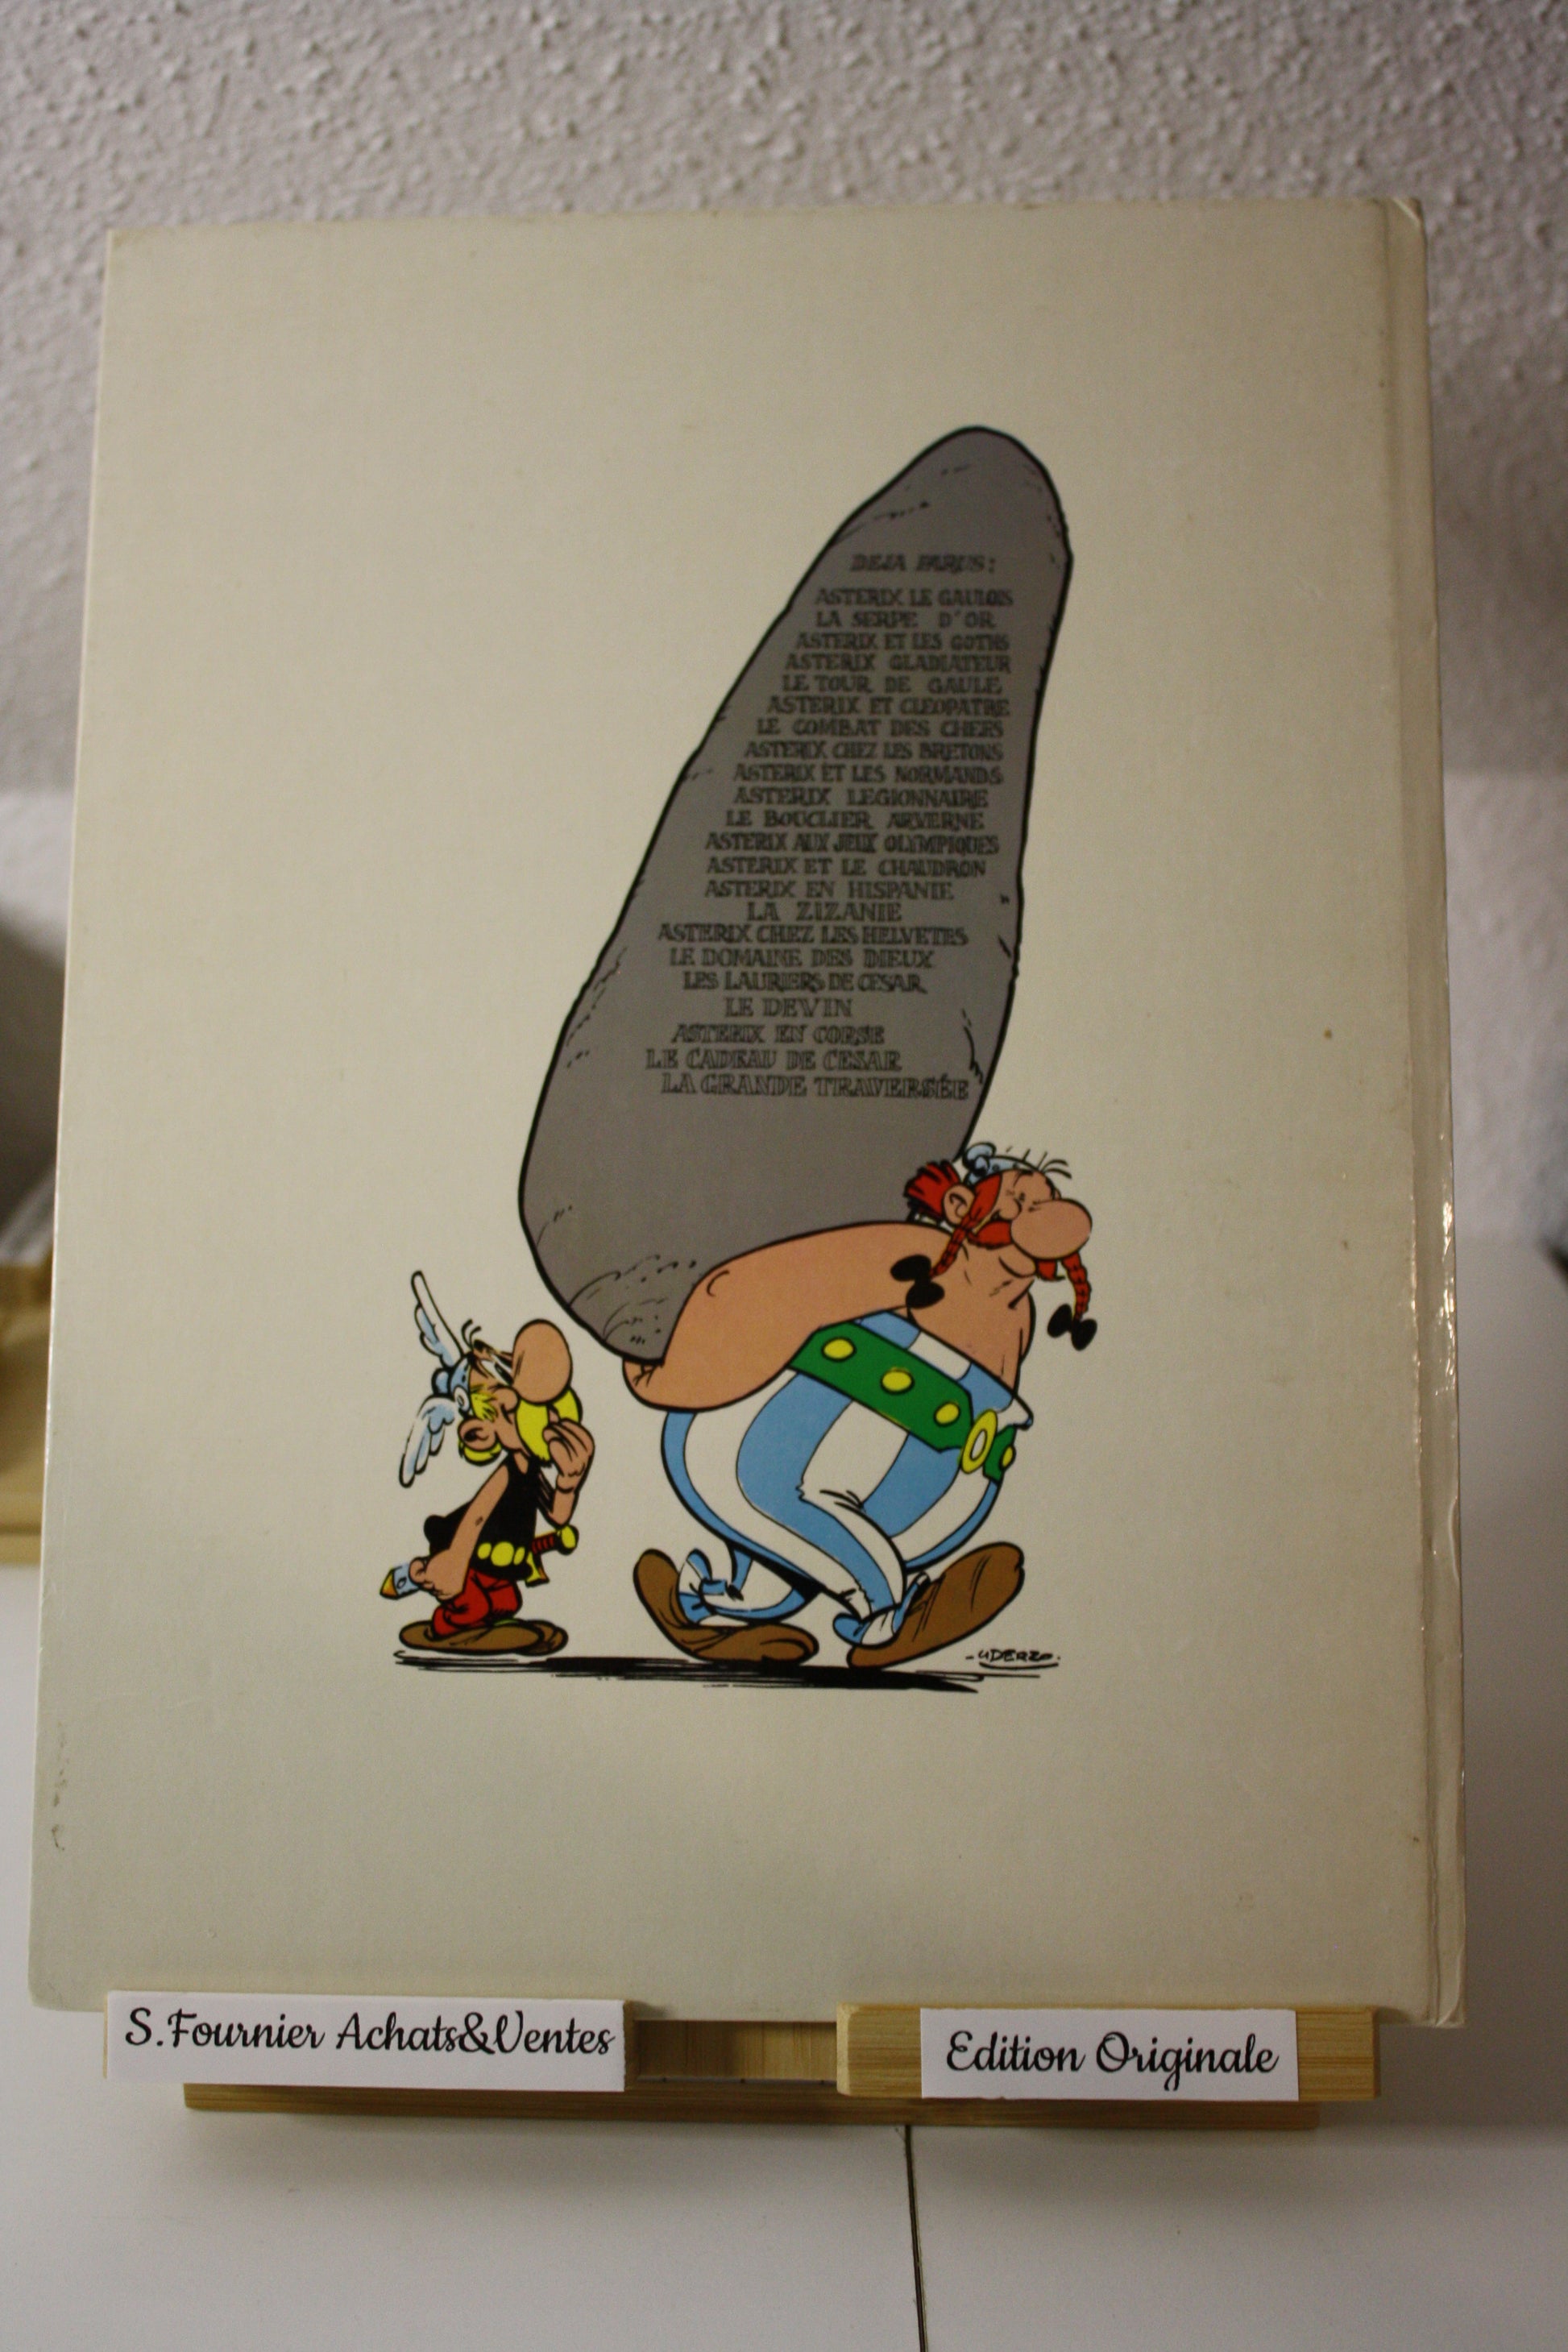 DEJA PARUS:
ASTERIX LE GAULOIS
LA SERPE D'OR
ASTERIX ET LES GOTHS
ASTERIX GLADIATEUR
LE TOUR DE GAULE
ASTERIX ET CLEOPATRE
LE COMBAT DES CHEFS
ASTERIX CHEZ LES BRETONS
ASTERIX ET LES NORMANDS
ASTERIX LEGIONNAIRE
LE BOUCLIER ARVERNE
ASTERIX AUX JEUX OLYMPIQUES
ASTERIX ET LE CHAUDRON
ASTERIX EN HISPANIE
LA ZIZANIE
ASTERIX CHEZ LES HELVETES
LE DOMAINE DES DIEUX
LES LAURIERS DE CESAR
LE DEVIN
ASTERIX EN CORSE
LE CADEAU DE CESAR
LA GRANDE TRAVERSÉE
-UDERZO-
S.Fournier Achats&Ventes
Edition Originale